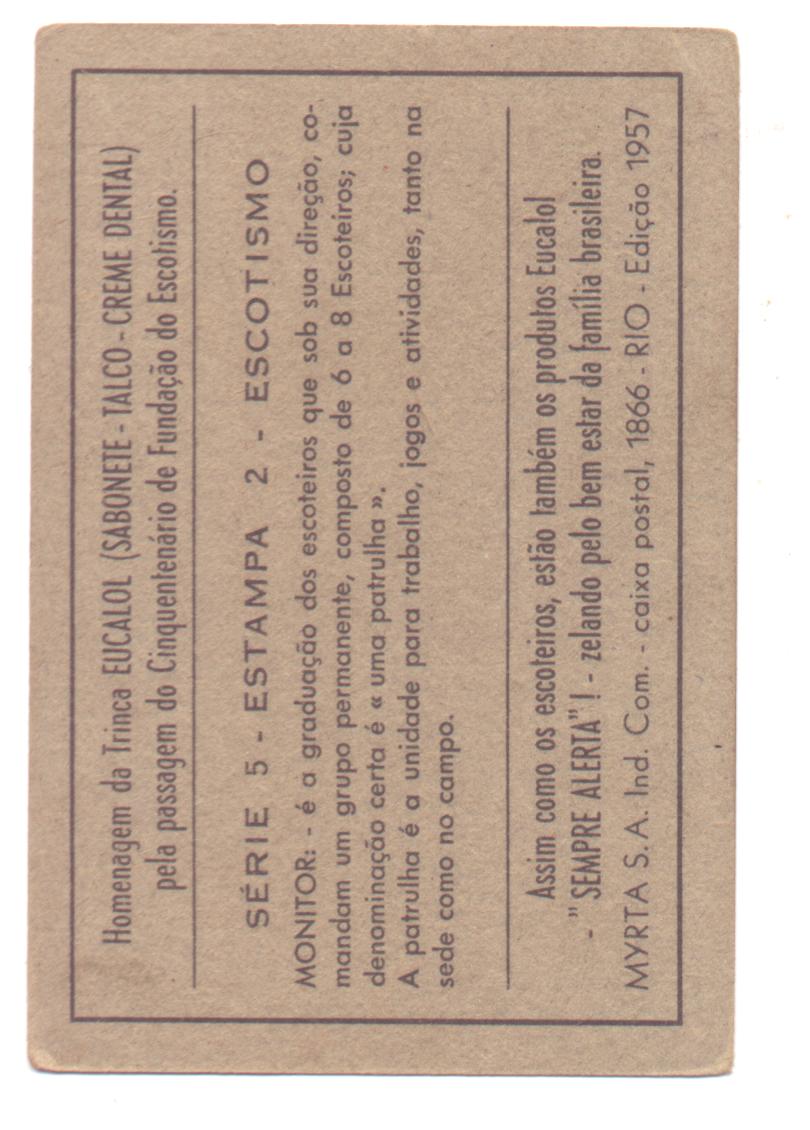 Homenagem da Trinca EUCALOL (SABONETE - TALCO - CREME DENTAL)
pela passagem do Cinquentenário de Fundação do Escotismo.
SÉRIE 5 - ESTAMPA 2 - ESCOTISMO
MONITOR: - é a graduação dos escoteiros que sob sua direção, co-
mandam um grupo permanente, composto de 6 a 8 Escoteiros; cuja
denominação certa é « uma patrulha ».
A patrulha é a unidade para trabalho, jogos e atividades, tanto na
sede como no campo.
Assim como os escoteiros, estão também os produtos Eucalol
- " SEMPRE ALERTA" ! - zelando pelo bem estar da família brasileira.
MYRTA S. A. Ind. Com. - caixa postal, 1866 - RIO - Edição 1957